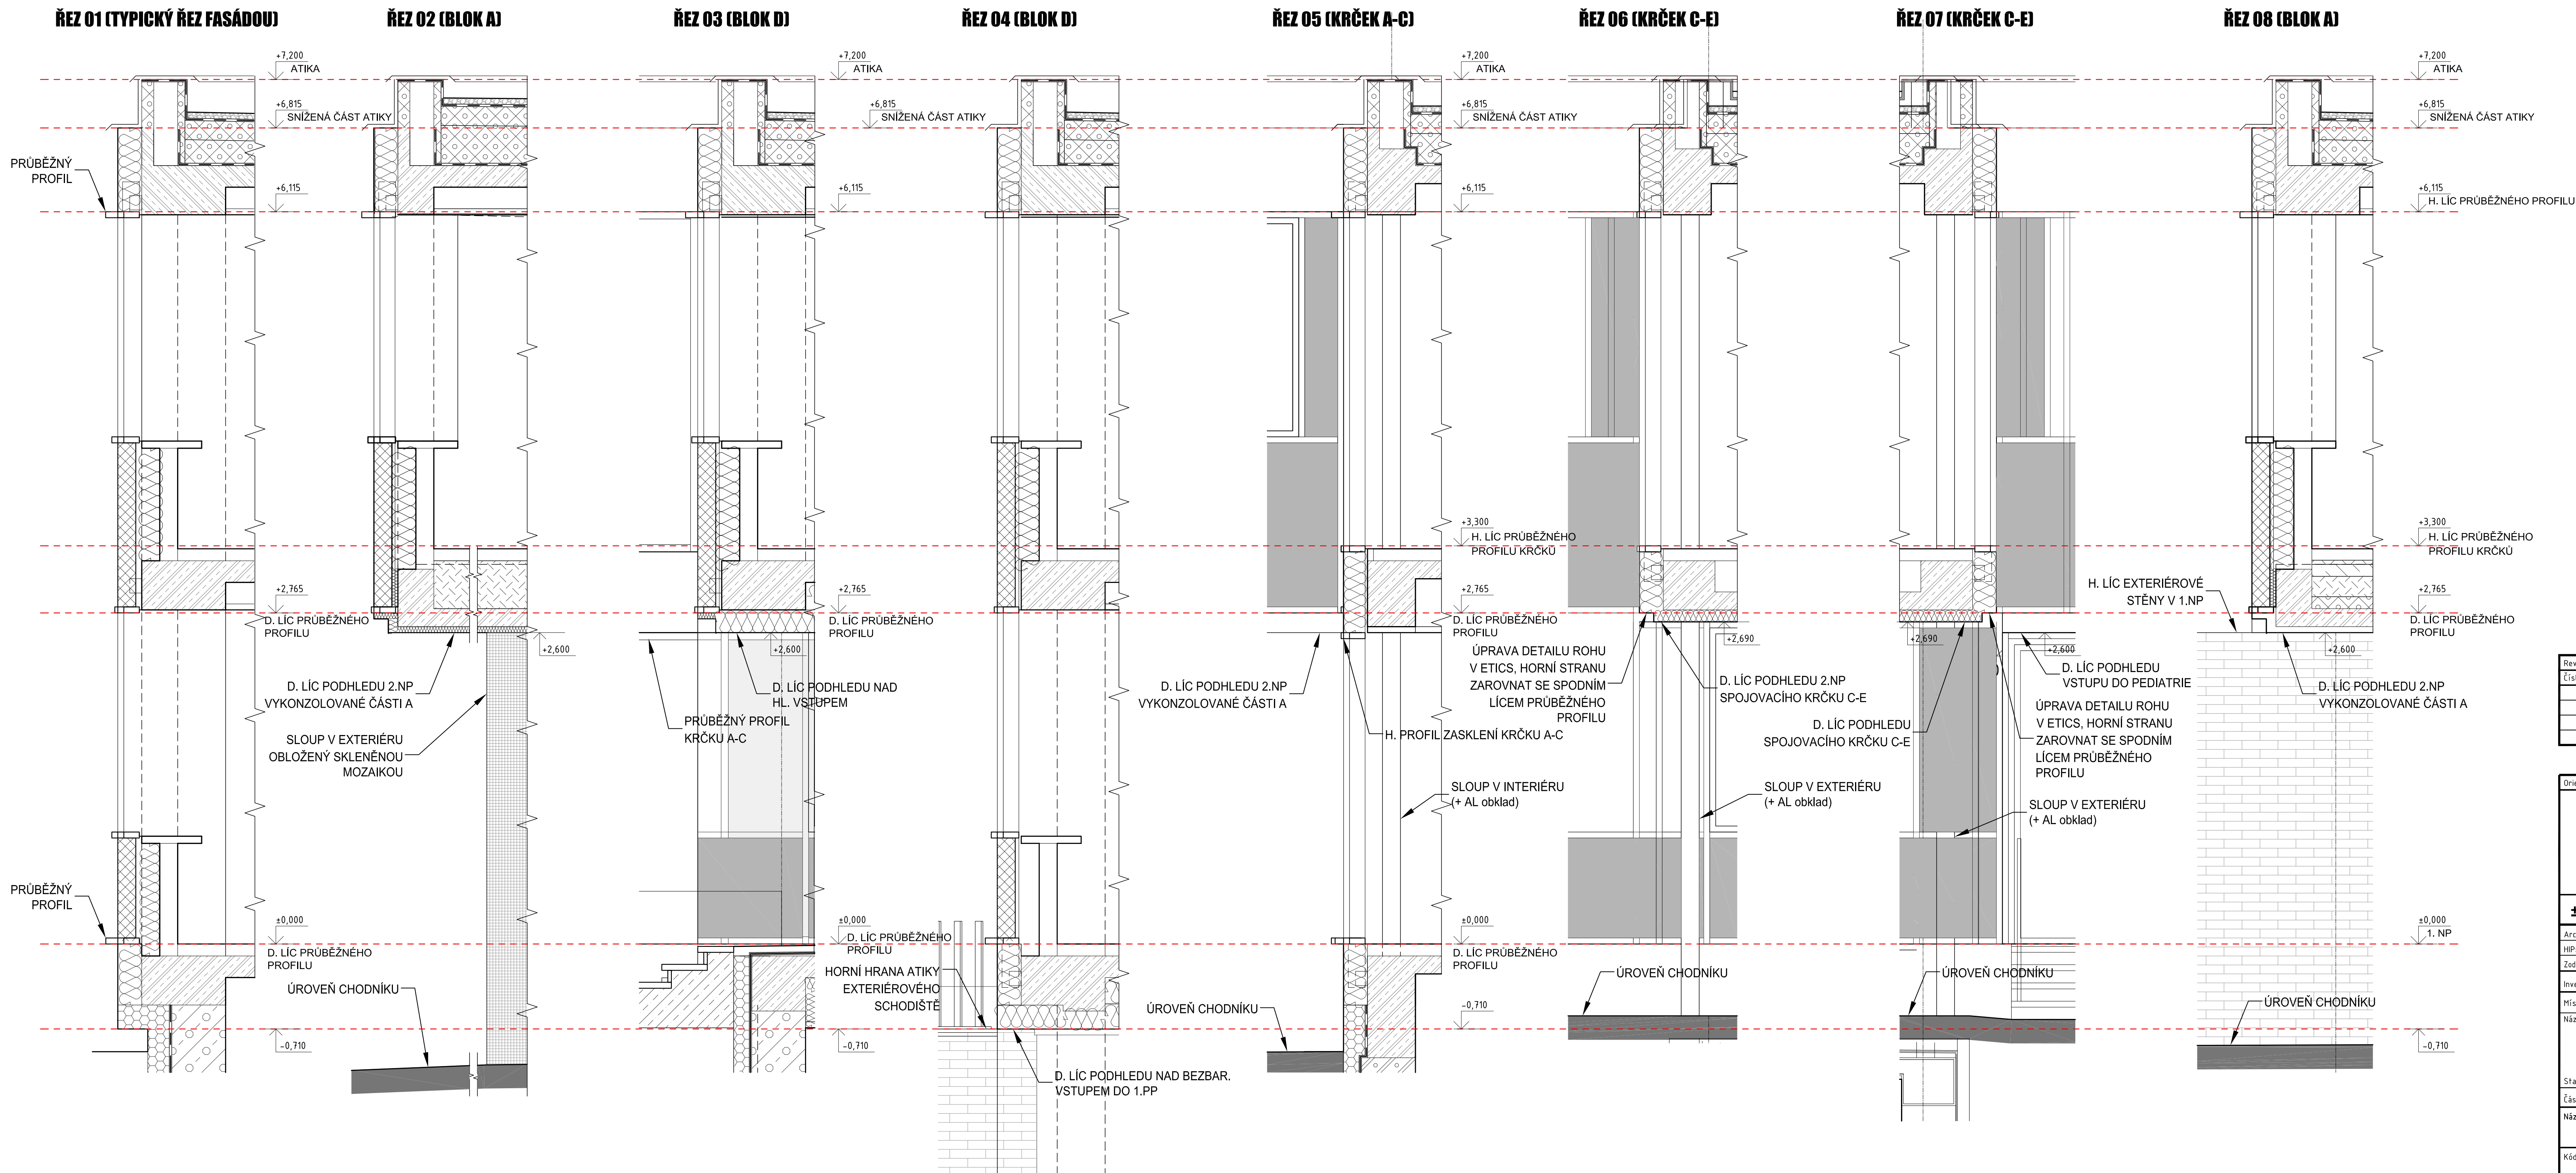 ŘEZ 01 (TYPICKÝ ŘEZ FASÁDOU)
ŘEZ 02 (BLOK A)
ŘEZ 03 (BLOK D)
ŘEZ 04 (BLOK D)
ŘEZ 05 (KRČEK A-C)
ŘEZ 06 (KRČEK C-E)
ŘEZ 07 (KRČEK C-E)
ŘEZ 08 (BLOK A)
+7,200
ATIKA
+6,815
SNÍŽENÁ ČÁST ATIKY
PRŮBĚŽNÝ
PROFIL
+6,115
+2,765
D. LÍC PRŮBĚŽNÉHO
PROFILU
PRŮBĚŽNÝ
PROFIL
±0,000
D. LÍC PRŮBĚŽNÉHO
PROFILU
-0,710
+2,600
D. LÍC PODHLEDU 2.NP
VYKONZOLOVANÉ ČÁSTI A
SLOUP V EXTERIÉRU
OBLOŽENÝ SKLENĚNOU
MOZAIKOU
ÚROVEŇ CHODNÍKU
+7,200
ATIKA
+6,815
SNÍŽENÁ ČÁST ATIKY
+6,115
+2,765
D. LÍC PRŮBĚŽNÉHO
PROFILU
+2,600
D. LÍC PODHLEDU NAD
HL. VSTUPEM
PRŮBĚŽNÝ PROFIL
KRČKU A-C
±0,000
D. LÍC PRŮBĚŽNÉHO
PROFILU
HORNÍ HRANA ATIKY
EXTERIÉROVÉHO
SCHODIŠTĚ
-0,710
D. LÍC PODHLEDU NAD BEZBAR.
VSTUPEM DO 1.PP
+7,200
ATIKA
+6,815
SNÍŽENÁ ČÁST ATIKY
+6,115
+3,300
H. LÍC PRŮBĚŽNÉHO
PROFILU KRČKŮ
+2,765
D. LÍC PRŮBĚŽNÉHO
PROFILU
D. LÍC PODHLEDU 2.NP
VYKONZOLOVANÉ ČÁSTI A
H. PROFIL ZASKLENÍ KRČKU A-C
SLOUP V INTERIÉRU
(+ AL obklad)
±0,000
D. LÍC PRŮBĚŽNÉHO
PROFILU
-0,710
ÚROVEŇ CHODNÍKU
ÚPRAVA DETAILU ROHU
V ETICS, HORNÍ STRANU
ZAROVNAT SE SPODNÍM
LÍCEM PRŮBĚŽNÉHO
PROFILU
+2,690
D. LÍC PODHLEDU 2.NP
SPOJOVACÍHO KRČKU C-E
SLOUP V EXTERIÉRU
(+ AL obklad)
ÚROVEŇ CHODNÍKU
+2,690
D. LÍC PODHLEDU
SPOJOVACÍHO KRČKU C-E
+2,600
D. LÍC PODHLEDU
VSTUPU DO PEDIATRIE
ÚPRAVA DETAILU ROHU
V ETICS, HORNÍ STRANU
ZAROVNAT SE SPODNÍM
LÍCEM PRŮBĚŽNÉHO
PROFILU
SLOUP V EXTERIÉRU
(+ AL obklad)
ÚROVEŇ CHODNÍKU
+7,200
ATIKA
+6,815
SNÍŽENÁ ČÁST ATIKY
+6,115
H. LÍC PRŮBĚŽNÉHO PROFILU
+3,300
H. LÍC PRŮBĚŽNÉHO
PROFILU KRČKŮ
+2,765
D. LÍC PRŮBĚŽNÉHO
PROFILU
H. LÍC EXTERIÉROVÉ
STĚNY V 1.NP
+2,600
D. LÍC PODHLEDU 2.NP
VYKONZOLOVANÉ ČÁSTI A
±0,000
1. NP
ÚROVEŇ CHODNÍKU
-0,710